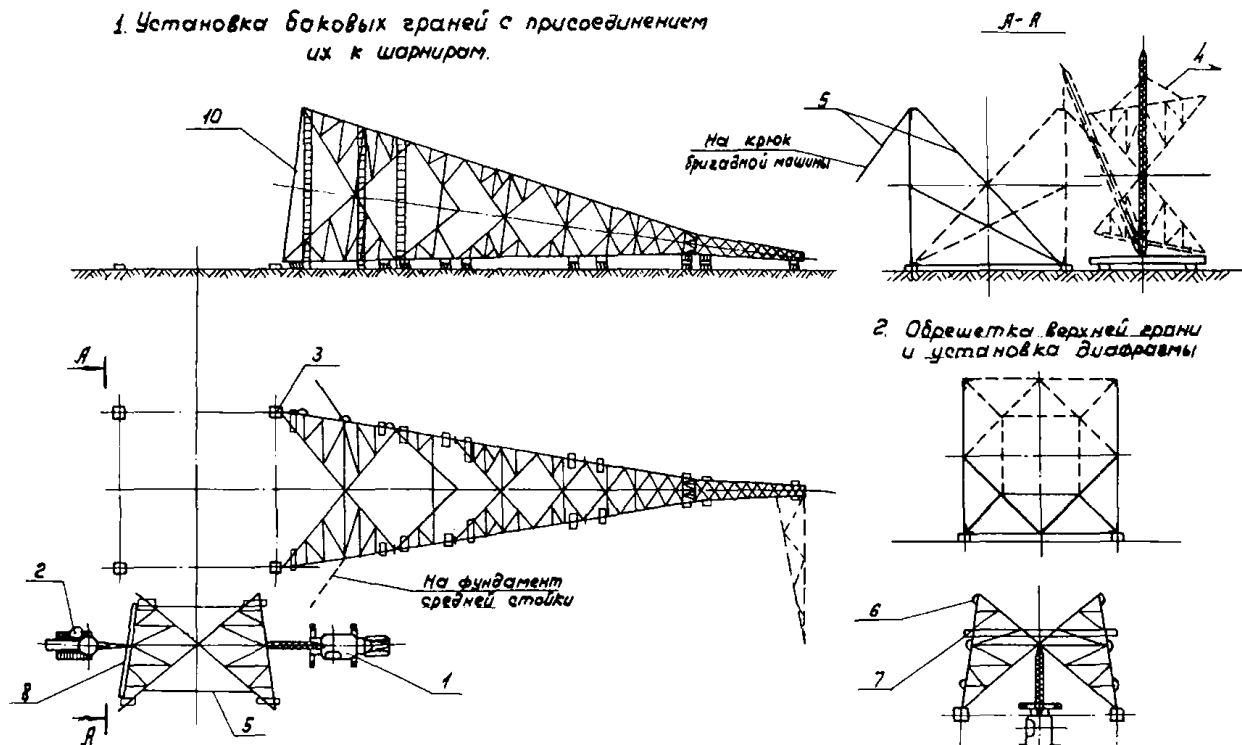 1. Установка баковых граней с присоединением
их к шарнирам.
А-А
4
5
10
На крюк
бригадной машины
2. Обрешетка верхней грани
и установка диафрагмы
А
3
2
На фундамент
средней стойки
6
7
1
8
5
А